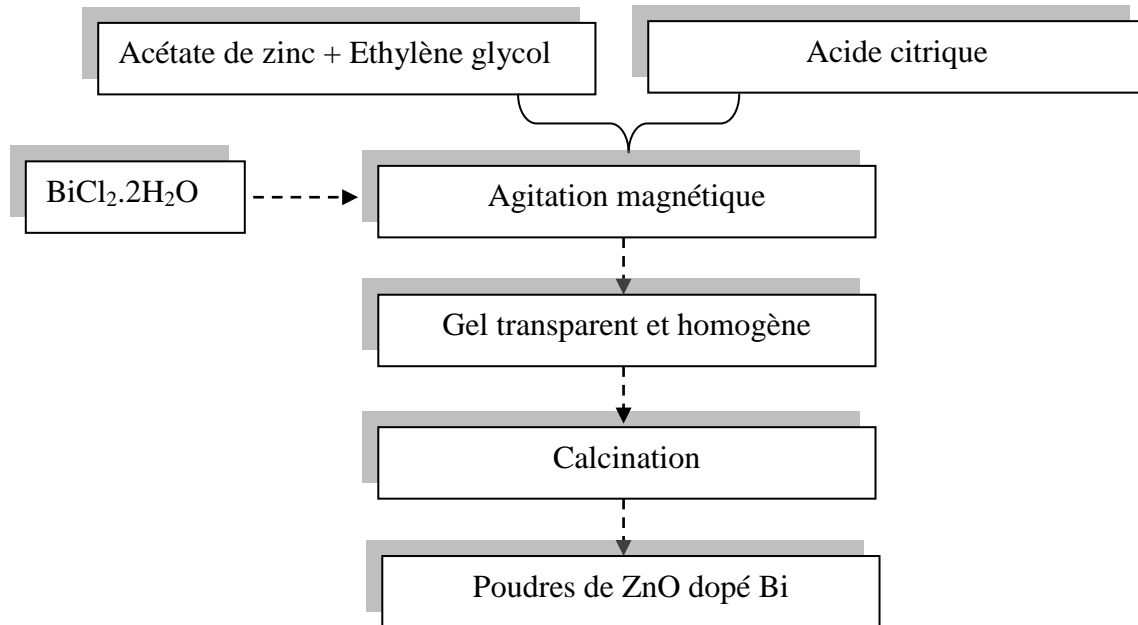 Acétate de zinc + Ethylène glycol
Acide citrique
BiCl₂.2H₂O
Agitation magnétique
Gel transparent et homogène
Calcination
Poudres de ZnO dopé Bi